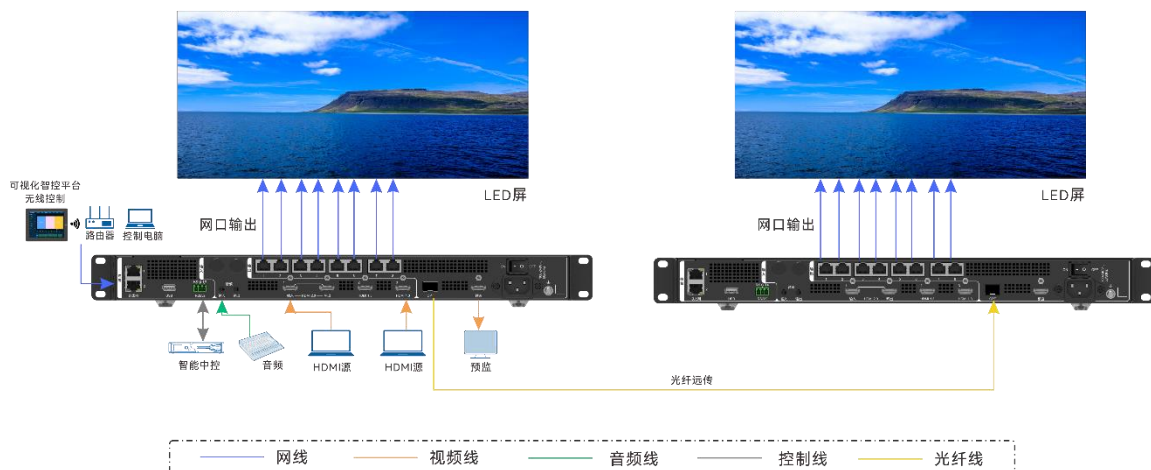 LED屏
LED屏
可视化智控平台
无线控制
路由器
控制电脑
网口输出
网口输出
智能中控
音频
HDMI源
HDMI源
预监
光纤远传
网线
视频线
音频线
控制线
光纤线